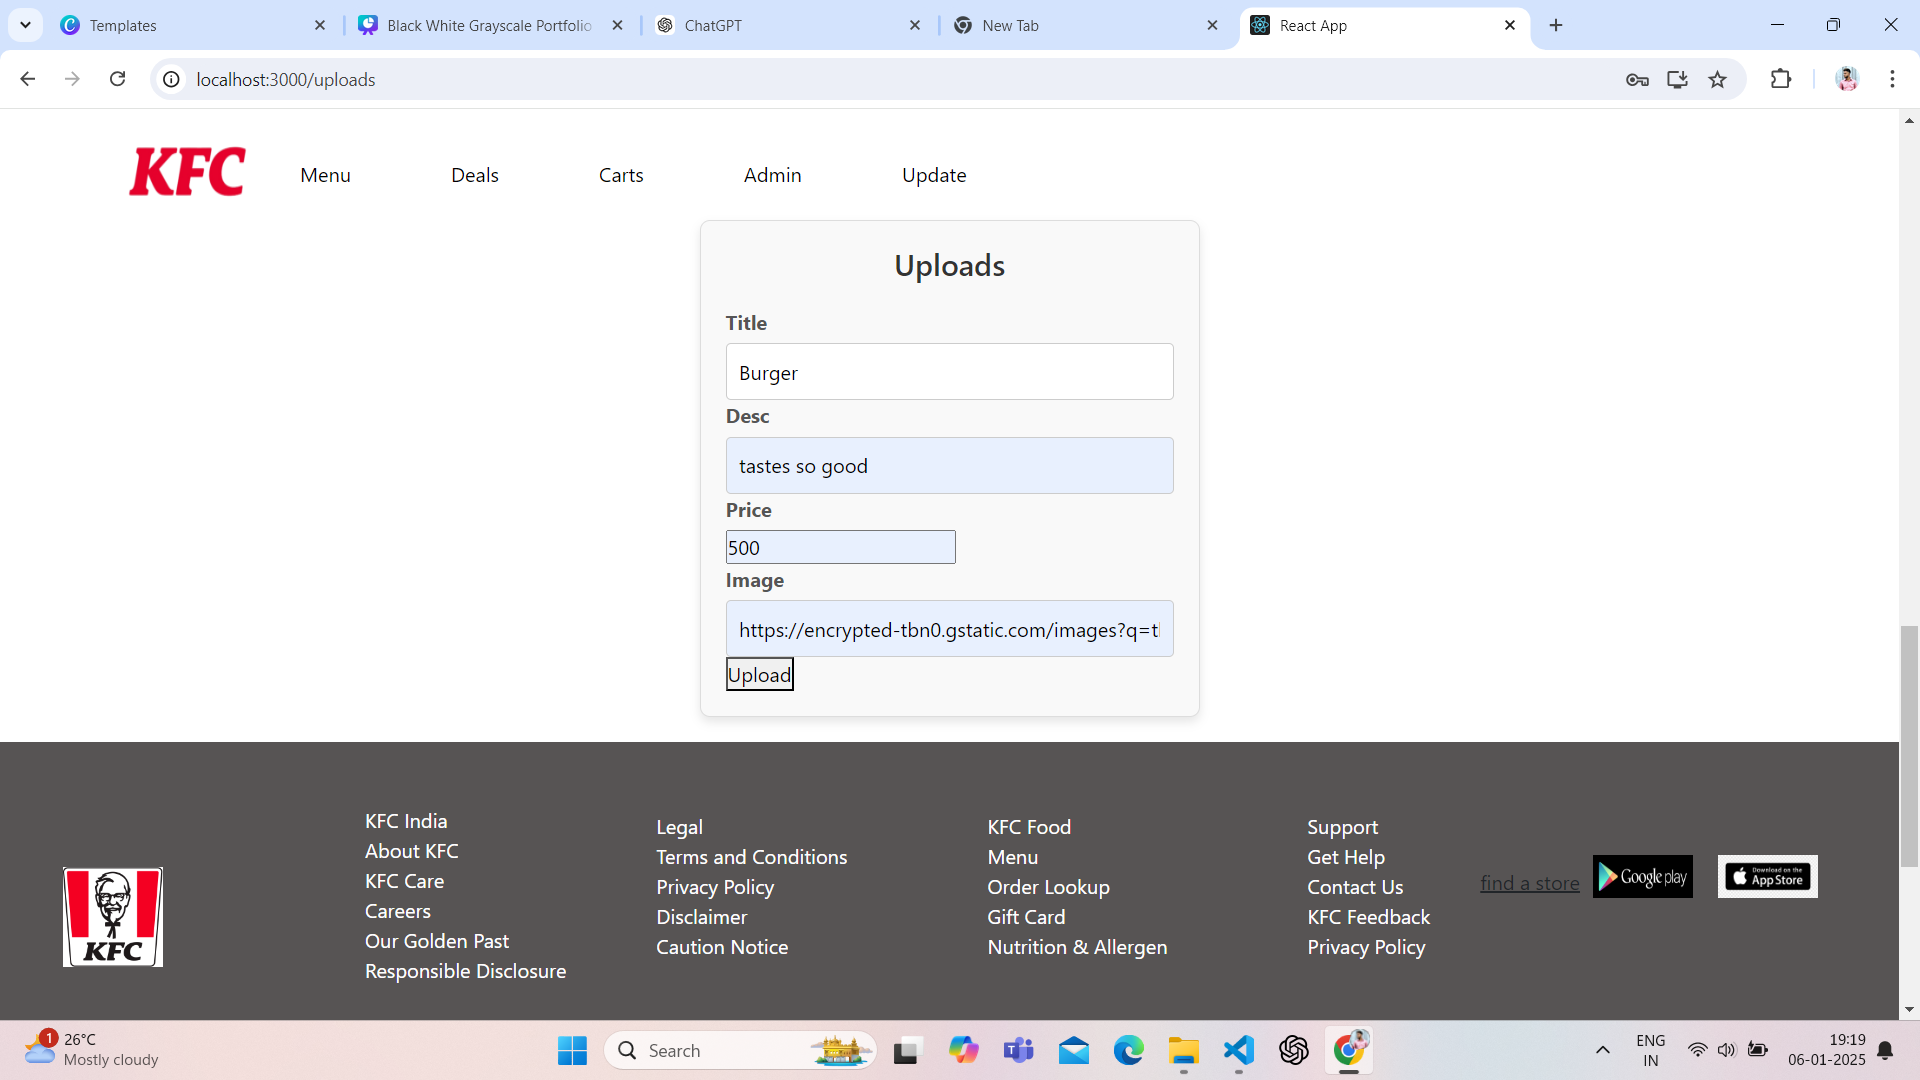 Templates
Black White Grayscale Portfolio
ChatGPT
New Tab
React App
localhost:3000/uploads
KFC
Menu
Deals
Carts
Admin
Update
Uploads
Title
Burger
Desc
tastes so good
Price
500
Image
https://encrypted-tbn0.gstatic.com/images?q=t
Upload
KFC
KFC India
About KFC
KFC Care
Careers
Our Golden Past
Responsible Disclosure
Legal
Terms and Conditions
Privacy Policy
Disclaimer
Caution Notice
KFC Food
Menu
Order Lookup
Gift Card
Nutrition & Allergen
Support
Get Help
Contact Us
KFC Feedback
Privacy Policy
find a store
Google play
Download on the
App Store
1
26°C
Mostly cloudy
Search
ENG
IN
19:19
06-01-2025